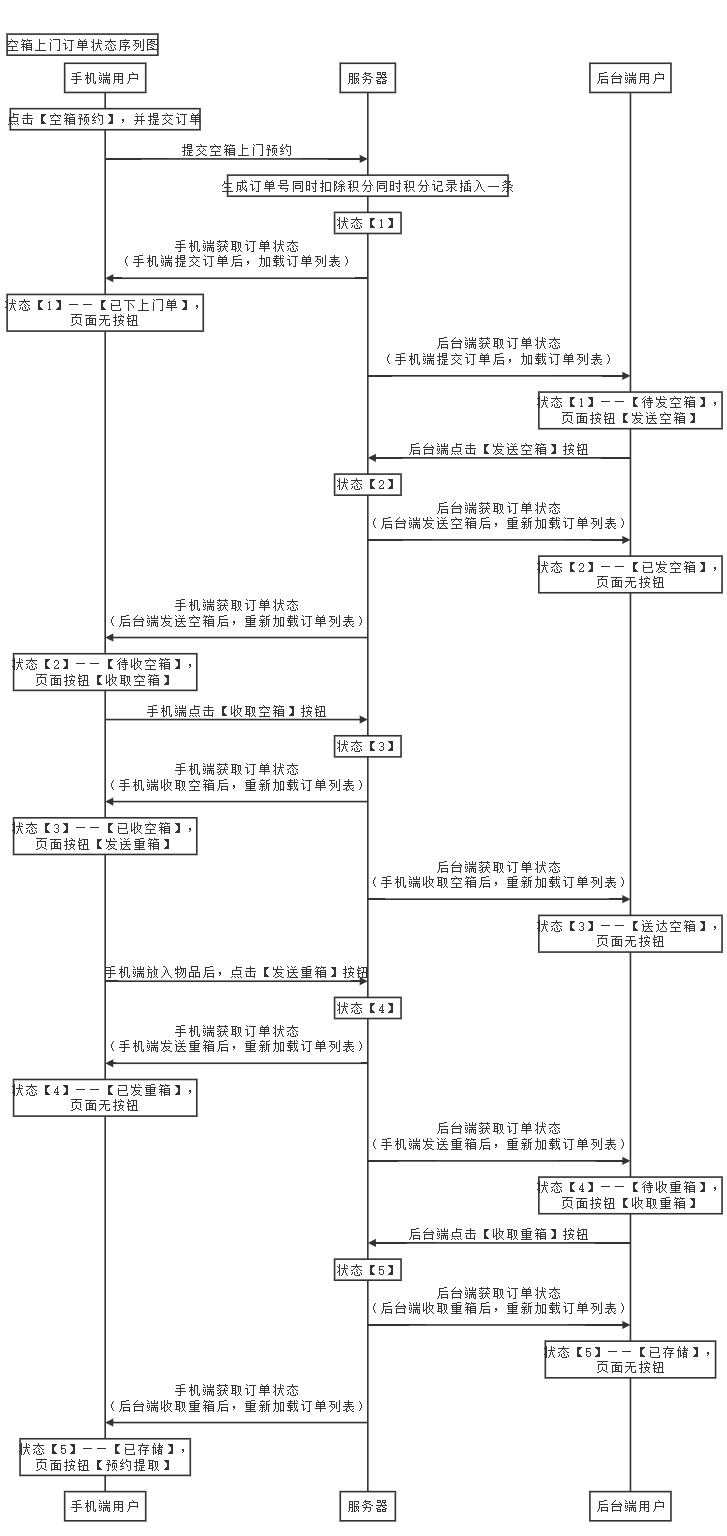 空箱上门订单状态序列图
手机端用户
服务器
后台端用户
点击【空箱预约】，并提交订单
提交空箱上门预约
生成订单号同时扣除积分同时积分记录插入一条
状态【1】
手机端获取订单状态
（手机端提交订单后，加载订单列表）
状态【1】——【已下上门单】，
页面无按钮
后台端获取订单状态
（手机端提交订单后，加载订单列表）
状态【1】——【待发空箱】，
页面按钮【发送空箱】
后台端点击【发送空箱】按钮
状态【2】
后台端获取订单状态
（后台端发送空箱后，重新加载订单列表）
状态【2】——【已发空箱】，
页面无按钮
手机端获取订单状态
（后台端发送空箱后，重新加载订单列表）
状态【2】——【待收空箱】，
页面按钮【收取空箱】
手机端点击【收取空箱】按钮
状态【3】
手机端获取订单状态
（手机端收取空箱后，重新加载订单列表）
状态【3】——【已收空箱】，
页面按钮【发送重箱】
后台端获取订单状态
（手机端收取空箱后，重新加载订单列表）
状态【3】——【送达空箱】，
页面无按钮
手机端放入物品后，点击【发送重箱】按钮
状态【4】
手机端获取订单状态
（手机端发送重箱后，重新加载订单列表）
状态【4】——【已发重箱】，
页面无按钮
后台端获取订单状态
（手机端发送重箱后，重新加载订单列表）
状态【4】——【待收重箱】，
页面按钮【收取重箱】
后台端点击【收取重箱】按钮
状态【5】
后台端获取订单状态
（后台端收取重箱后，重新加载订单列表）
状态【5】——【已存储】，
页面无按钮
手机端获取订单状态
（后台端收取重箱后，重新加载订单列表）
状态【5】——【已存储】，
页面按钮【预约提取】
手机端用户
服务器
后台端用户